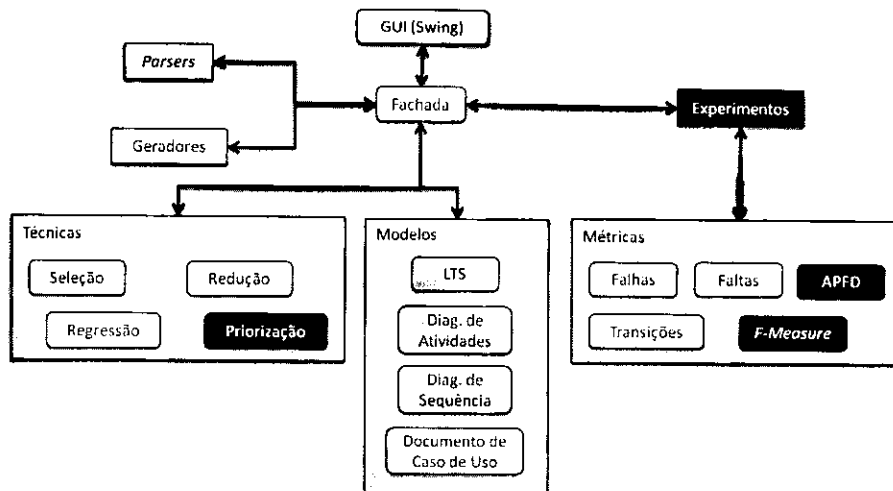 GUI (Swing)
Parsers
Fachada
Experimentos
Geradores
Técnicas
Seleção
Redução
Regressão
Priorização
Modelos
LTS
Diag. de
Atividades
Diag. de
Sequência
Documento de
Caso de Uso
Métricas
Falhas
Faltas
APFD
Transições
F-Measure